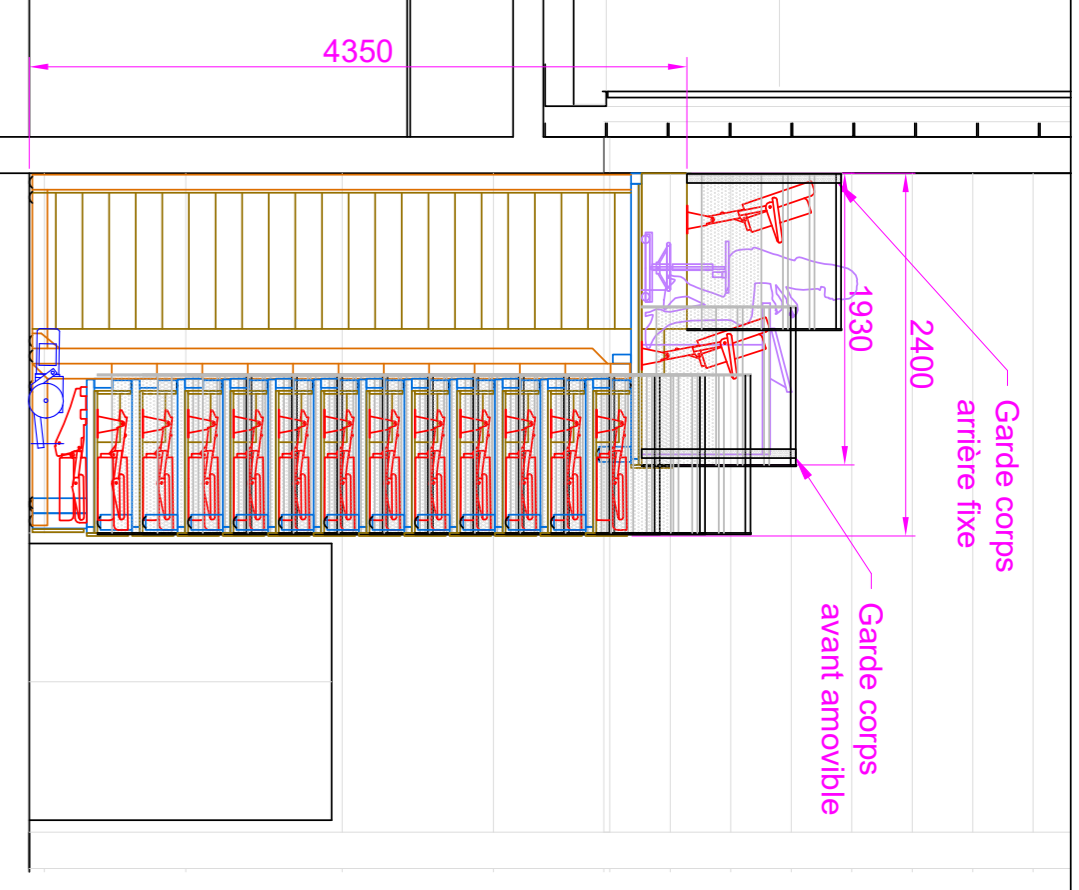 4350
1930
2400
Garde corps
arrière fixe
Garde corps
avant amovible